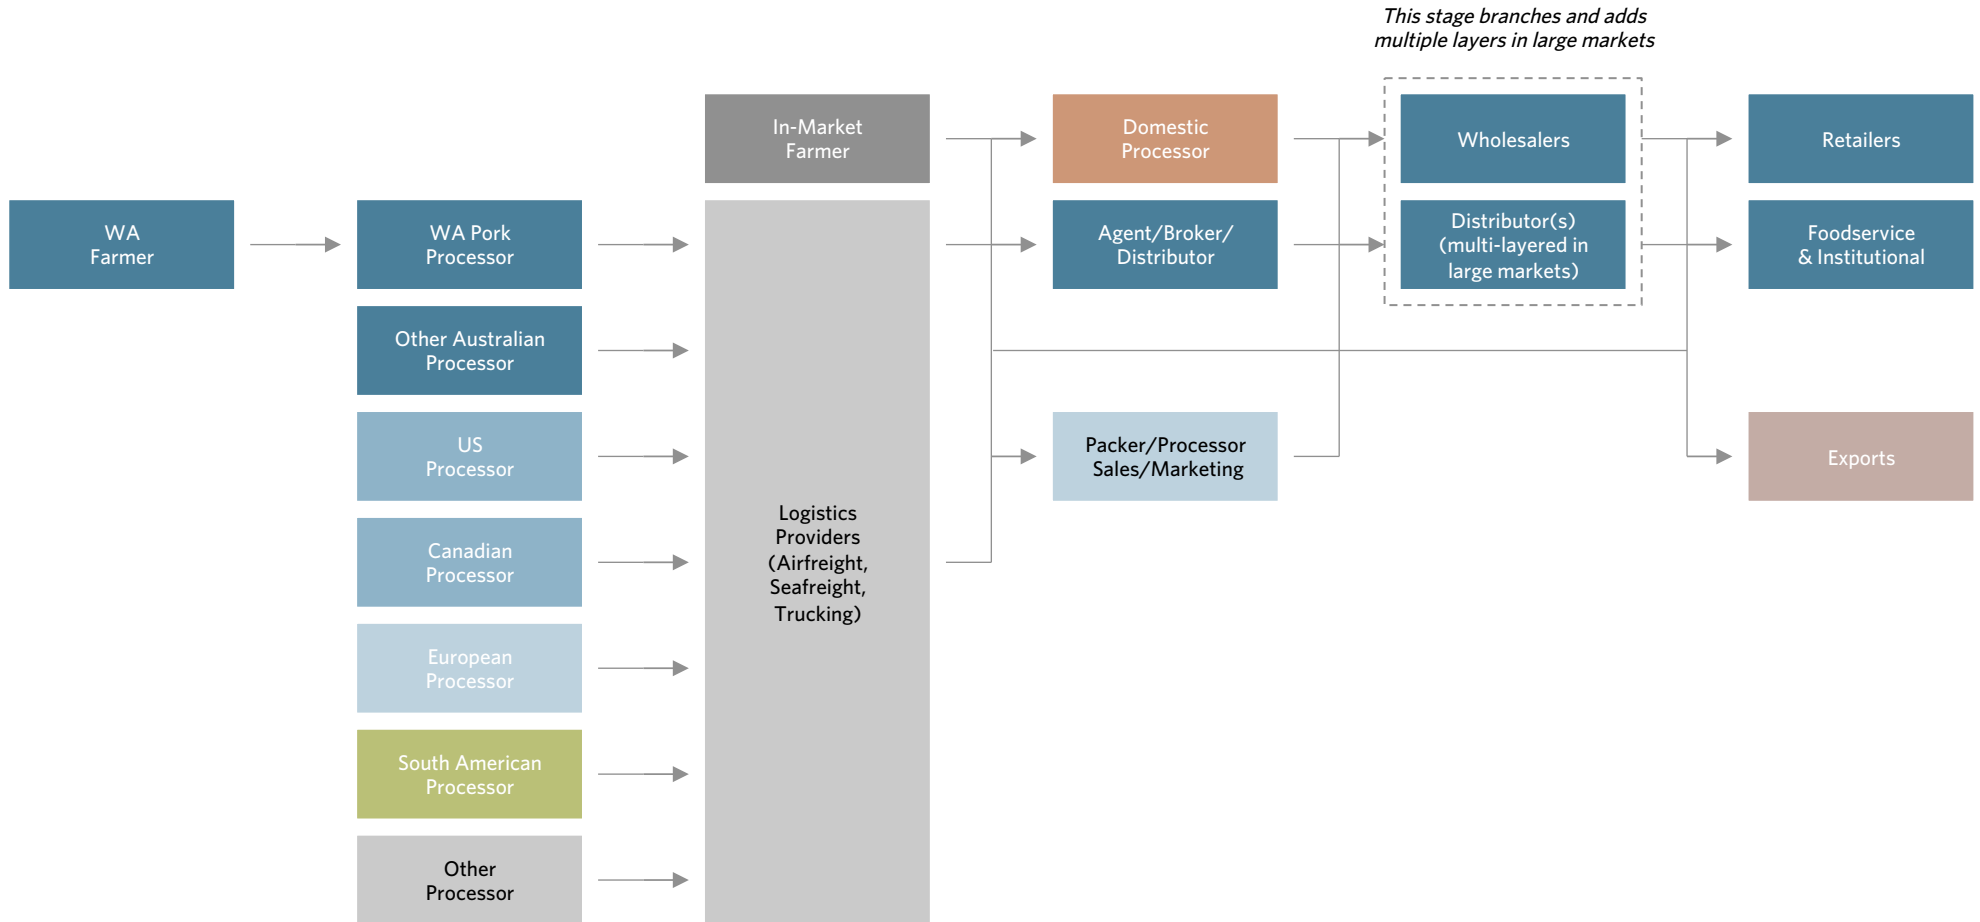 This stage branches and adds
multiple layers in large markets
In-Market
Farmer
Domestic
Processor
Wholesalers
Retailers
WA
Farmer
WA Pork
Processor
Agent/Broker/
Distributor
Distributor(s)
(multi-layered in
large markets)
Foodservice
& Institutional
Other Australian
Processor
US
Processor
Packer/Processor
Sales/Marketing
Exports
Logistics
Providers
(Airfreight,
Seafreight,
Trucking)
Canadian
Processor
European
Processor
South American
Processor
Other
Processor